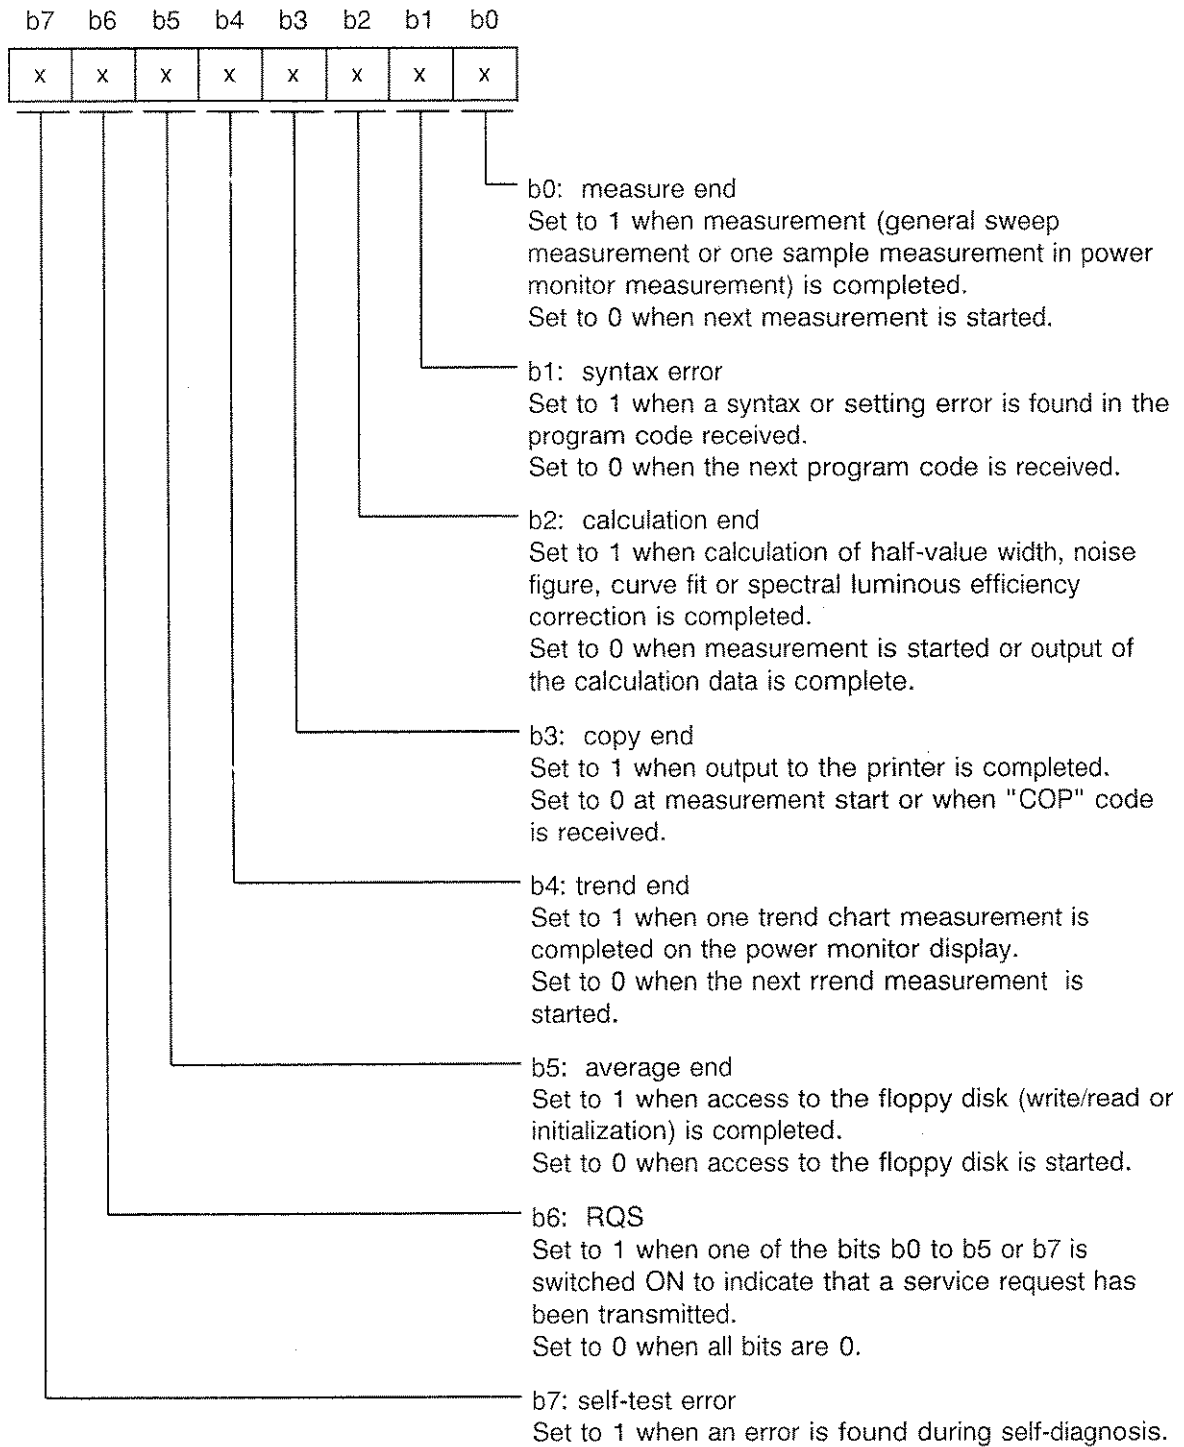 b7 b6 b5 b4 b3 b2 b1 b0
x x x x x x x x
b0: measure end
Set to 1 when measurement (general sweep
measurement or one sample measurement in power
monitor measurement) is completed.
Set to 0 when next measurement is started.
b1: syntax error
Set to 1 when a syntax or setting error is found in the
program code received.
Set to 0 when the next program code is received.
b2: calculation end
Set to 1 when calculation of half-value width, noise
figure, curve fit or spectral luminous efficiency
correction is completed.
Set to 0 when measurement is started or output of
the calculation data is complete.
b3: copy end
Set to 1 when output to the printer is completed.
Set to 0 at measurement start or when "COP" code
is received.
b4: trend end
Set to 1 when one trend chart measurement is
completed on the power monitor display.
Set to 0 when the next rrend measurement is
started.
b5: average end
Set to 1 when access to the floppy disk (write/read or
initialization) is completed.
Set to 0 when access to the floppy disk is started.
b6: RQS
Set to 1 when one of the bits b0 to b5 or b7 is
switched ON to indicate that a service request has
been transmitted.
Set to 0 when all bits are 0.
b7: self-test error
Set to 1 when an error is found during self-diagnosis.